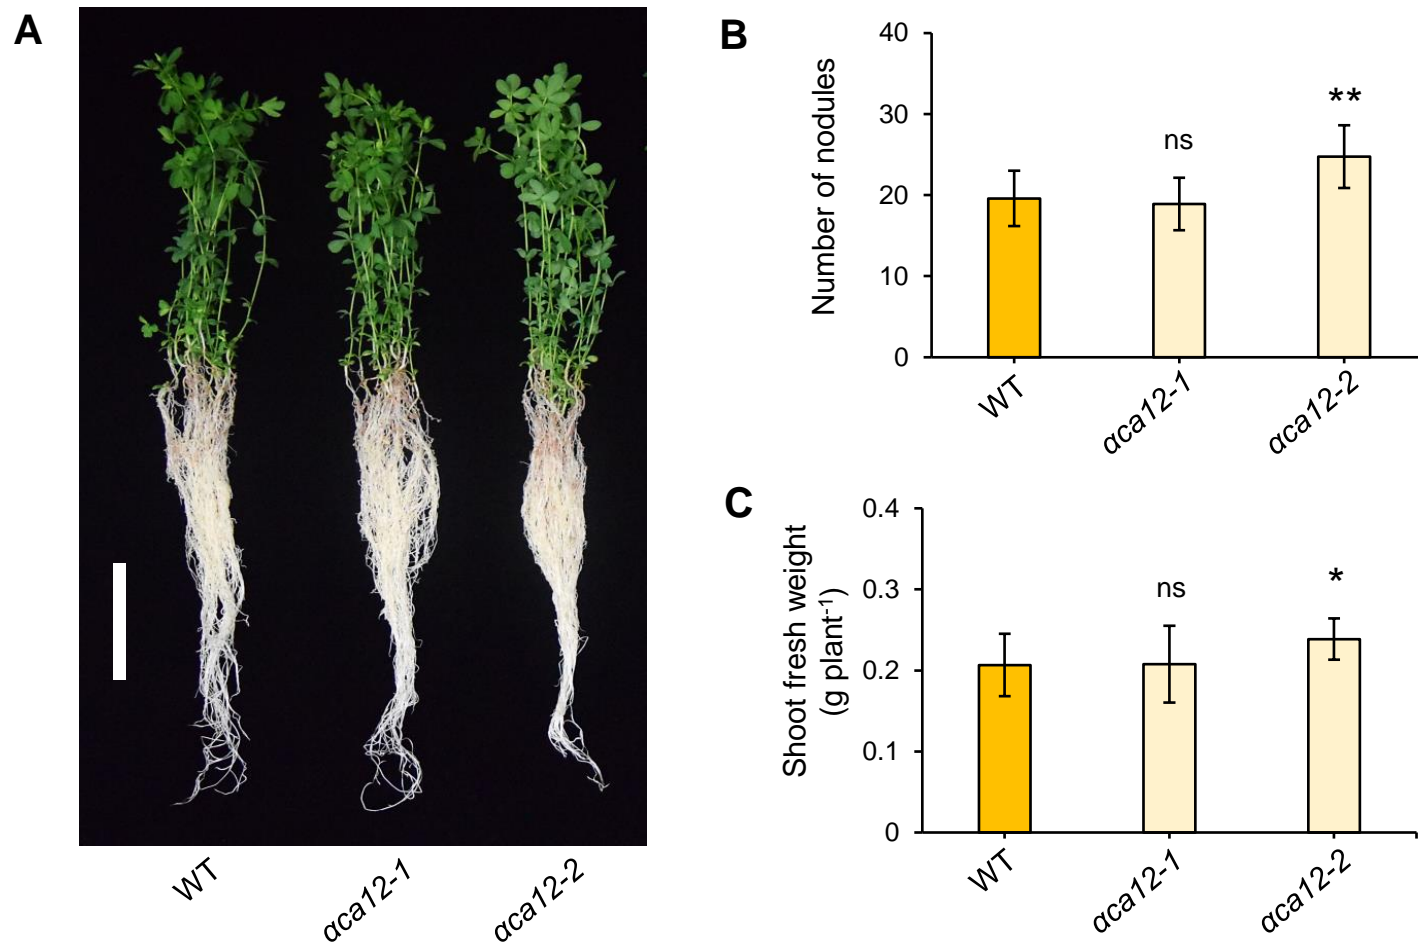 A
WT
αca12-1
αca12-2
B
Number of nodules
40
30
20
10
0
ns
**
WT
αca12-1
αca12-2
C
Shoot fresh weight
(g plant⁻¹)
0.4
0.3
0.2
0.1
0
ns
*
WT
αca12-1
αca12-2